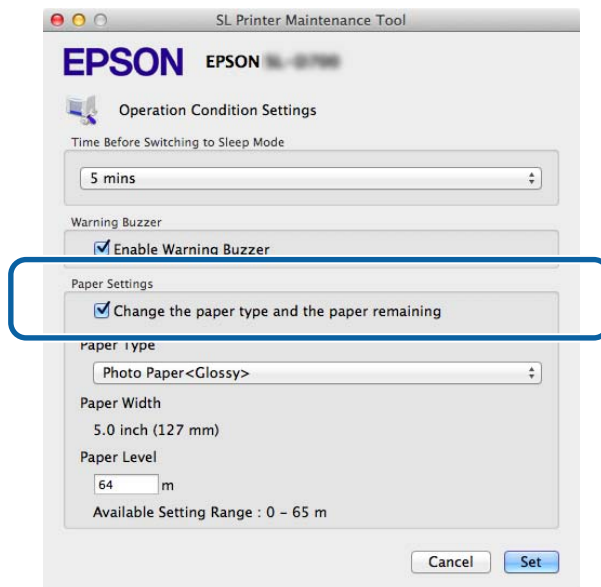 SL Printer Maintenance Tool
EPSON EPSON
Operation Condition Settings
Time Before Switching to Sleep Mode
5 mins
Warning Buzzer
Enable Warning Buzzer
Paper Settings
Change the paper type and the paper remaining
Paper Type
Photo Paper<Glossy>
Paper Width
5.0 inch (127 mm)
Paper Level
64 m
Available Setting Range : 0 – 65 m
Cancel Set